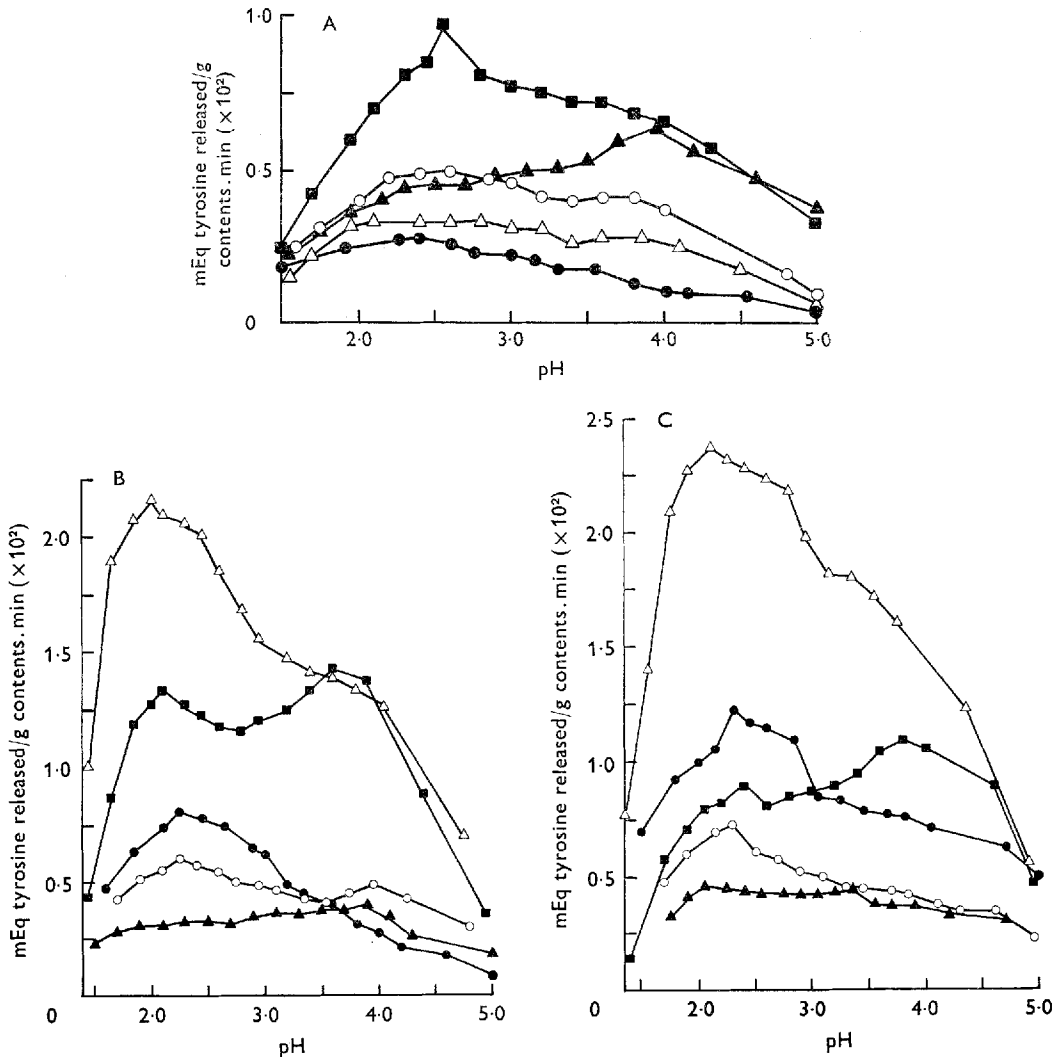 A
1·0
0·5
0
mEq tyrosine released/g
contents.min (×10²)
2·0 3·0 4·0 5·0
pH
B
2·0
1·5
1·0
0·5
0
mEq tyrosine released/g contents.min (×10²)
2·0 3·0 4·0 5·0
pH
C
2·5
2·0
1·5
1·0
0·5
0
mEq tyrosine released/g contents.min (×10²)
2·0 3·0 4·0 5·0
pH